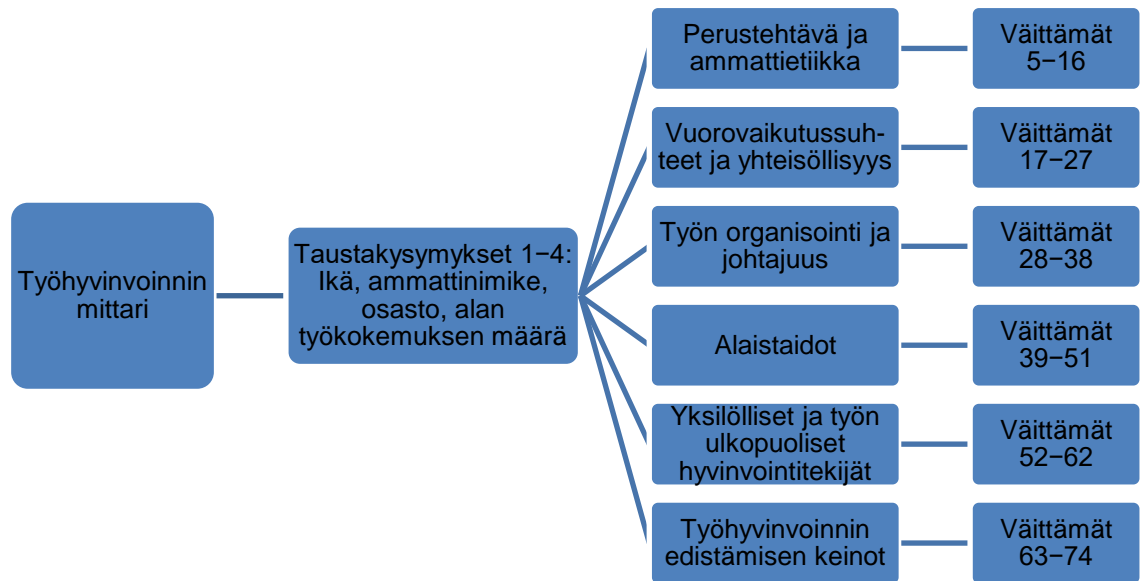 Työhyvinvoinnin
mittari
Taustakysymykset 1−4:
Ikä, ammattinimike,
osasto, alan
työkokemuksen määrä
Perustehtävä ja
ammattietiikka
Väittämät
5−16
Vuorovaikutussuh-
teet ja yhteisöllisyys
Väittämät
17−27
Työn organisointi ja
johtajuus
Väittämät
28−38
Alaistaidot
Väittämät
39−51
Yksilölliset ja työn
ulkopuoliset
hyvinvointitekijät
Väittämät
52−62
Työhyvinvoinnin
edistämisen keinot
Väittämät
63−74